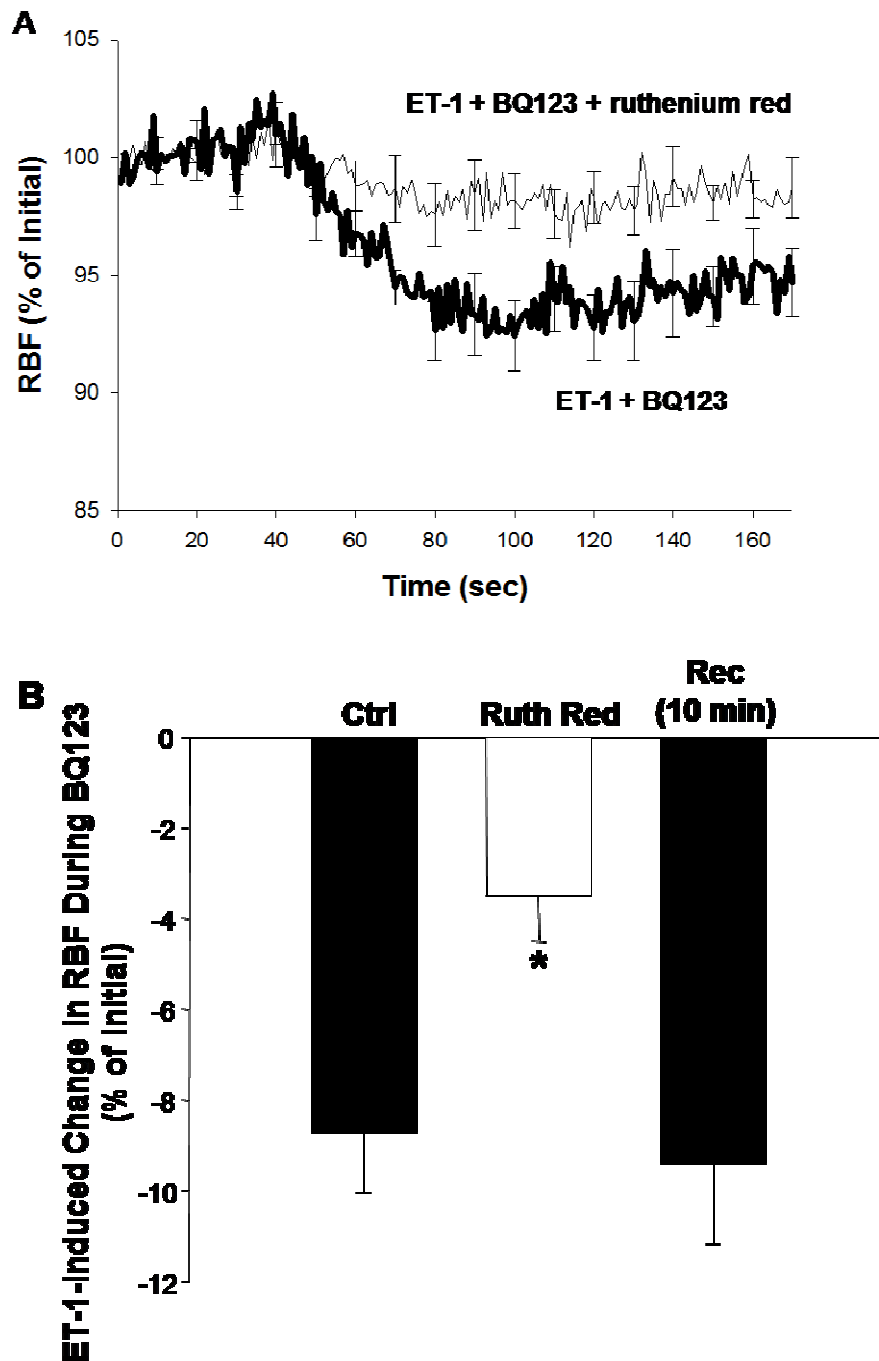 A
105
100
95
90
85
RBF (% of Initial)
ET-1 + BQ123 + ruthenium red
ET-1 + BQ123
0 20 40 60 80 100 120 140 160
Time (sec)
B
ET-1-Induced Change in RBF During BQ123
(% of Initial)
Ctrl
Ruth Red
Rec
(10 min)
0
-2
-4
-6
-8
-10
-12
*